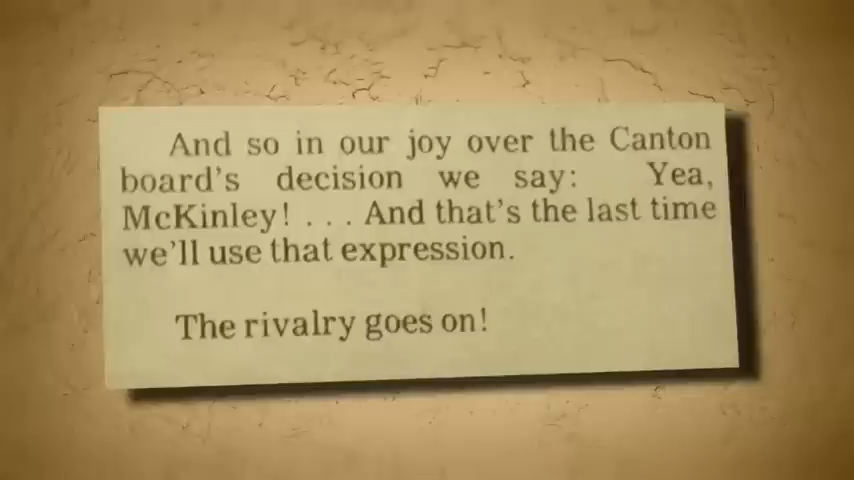 And so in our joy over the Canton
board's decision we say: Yea,
McKinley! . . . And that's the last time
we'll use that expression.
The rivalry goes on!